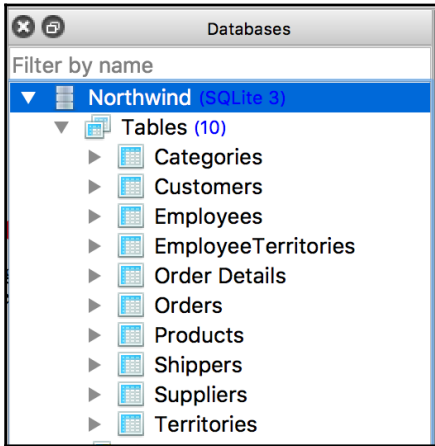 Databases
Filter by name
Northwind (SQLite 3)
Tables (10)
Categories
Customers
Employees
EmployeeTerritories
Order Details
Orders
Products
Shippers
Suppliers
Territories